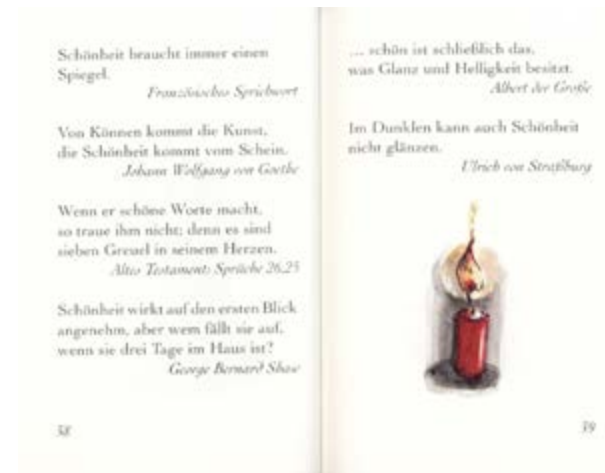 Schönheit braucht immer einen
Spiegel.
Französisches Sprichwort
Von Können kommt die Kunst,
die Schönheit kommt vom Schein.
Johann Wolfgang von Goethe
Wenn er schöne Worte macht,
so traue ihm nicht; denn es sind
sieben Greuel in seinem Herzen.
Altes Testament: Sprüche 26,25
Schönheit wirkt auf den ersten Blick
angenehm, aber wem fällt sie auf,
wenn sie drei Tage im Haus ist?
George Bernard Shaw
38
... schön ist schließlich das,
was Glanz und Helligkeit besitzt.
Albert der Große
Im Dunklen kann auch Schönheit
nicht glänzen.
Ulrich von Straßburg
39